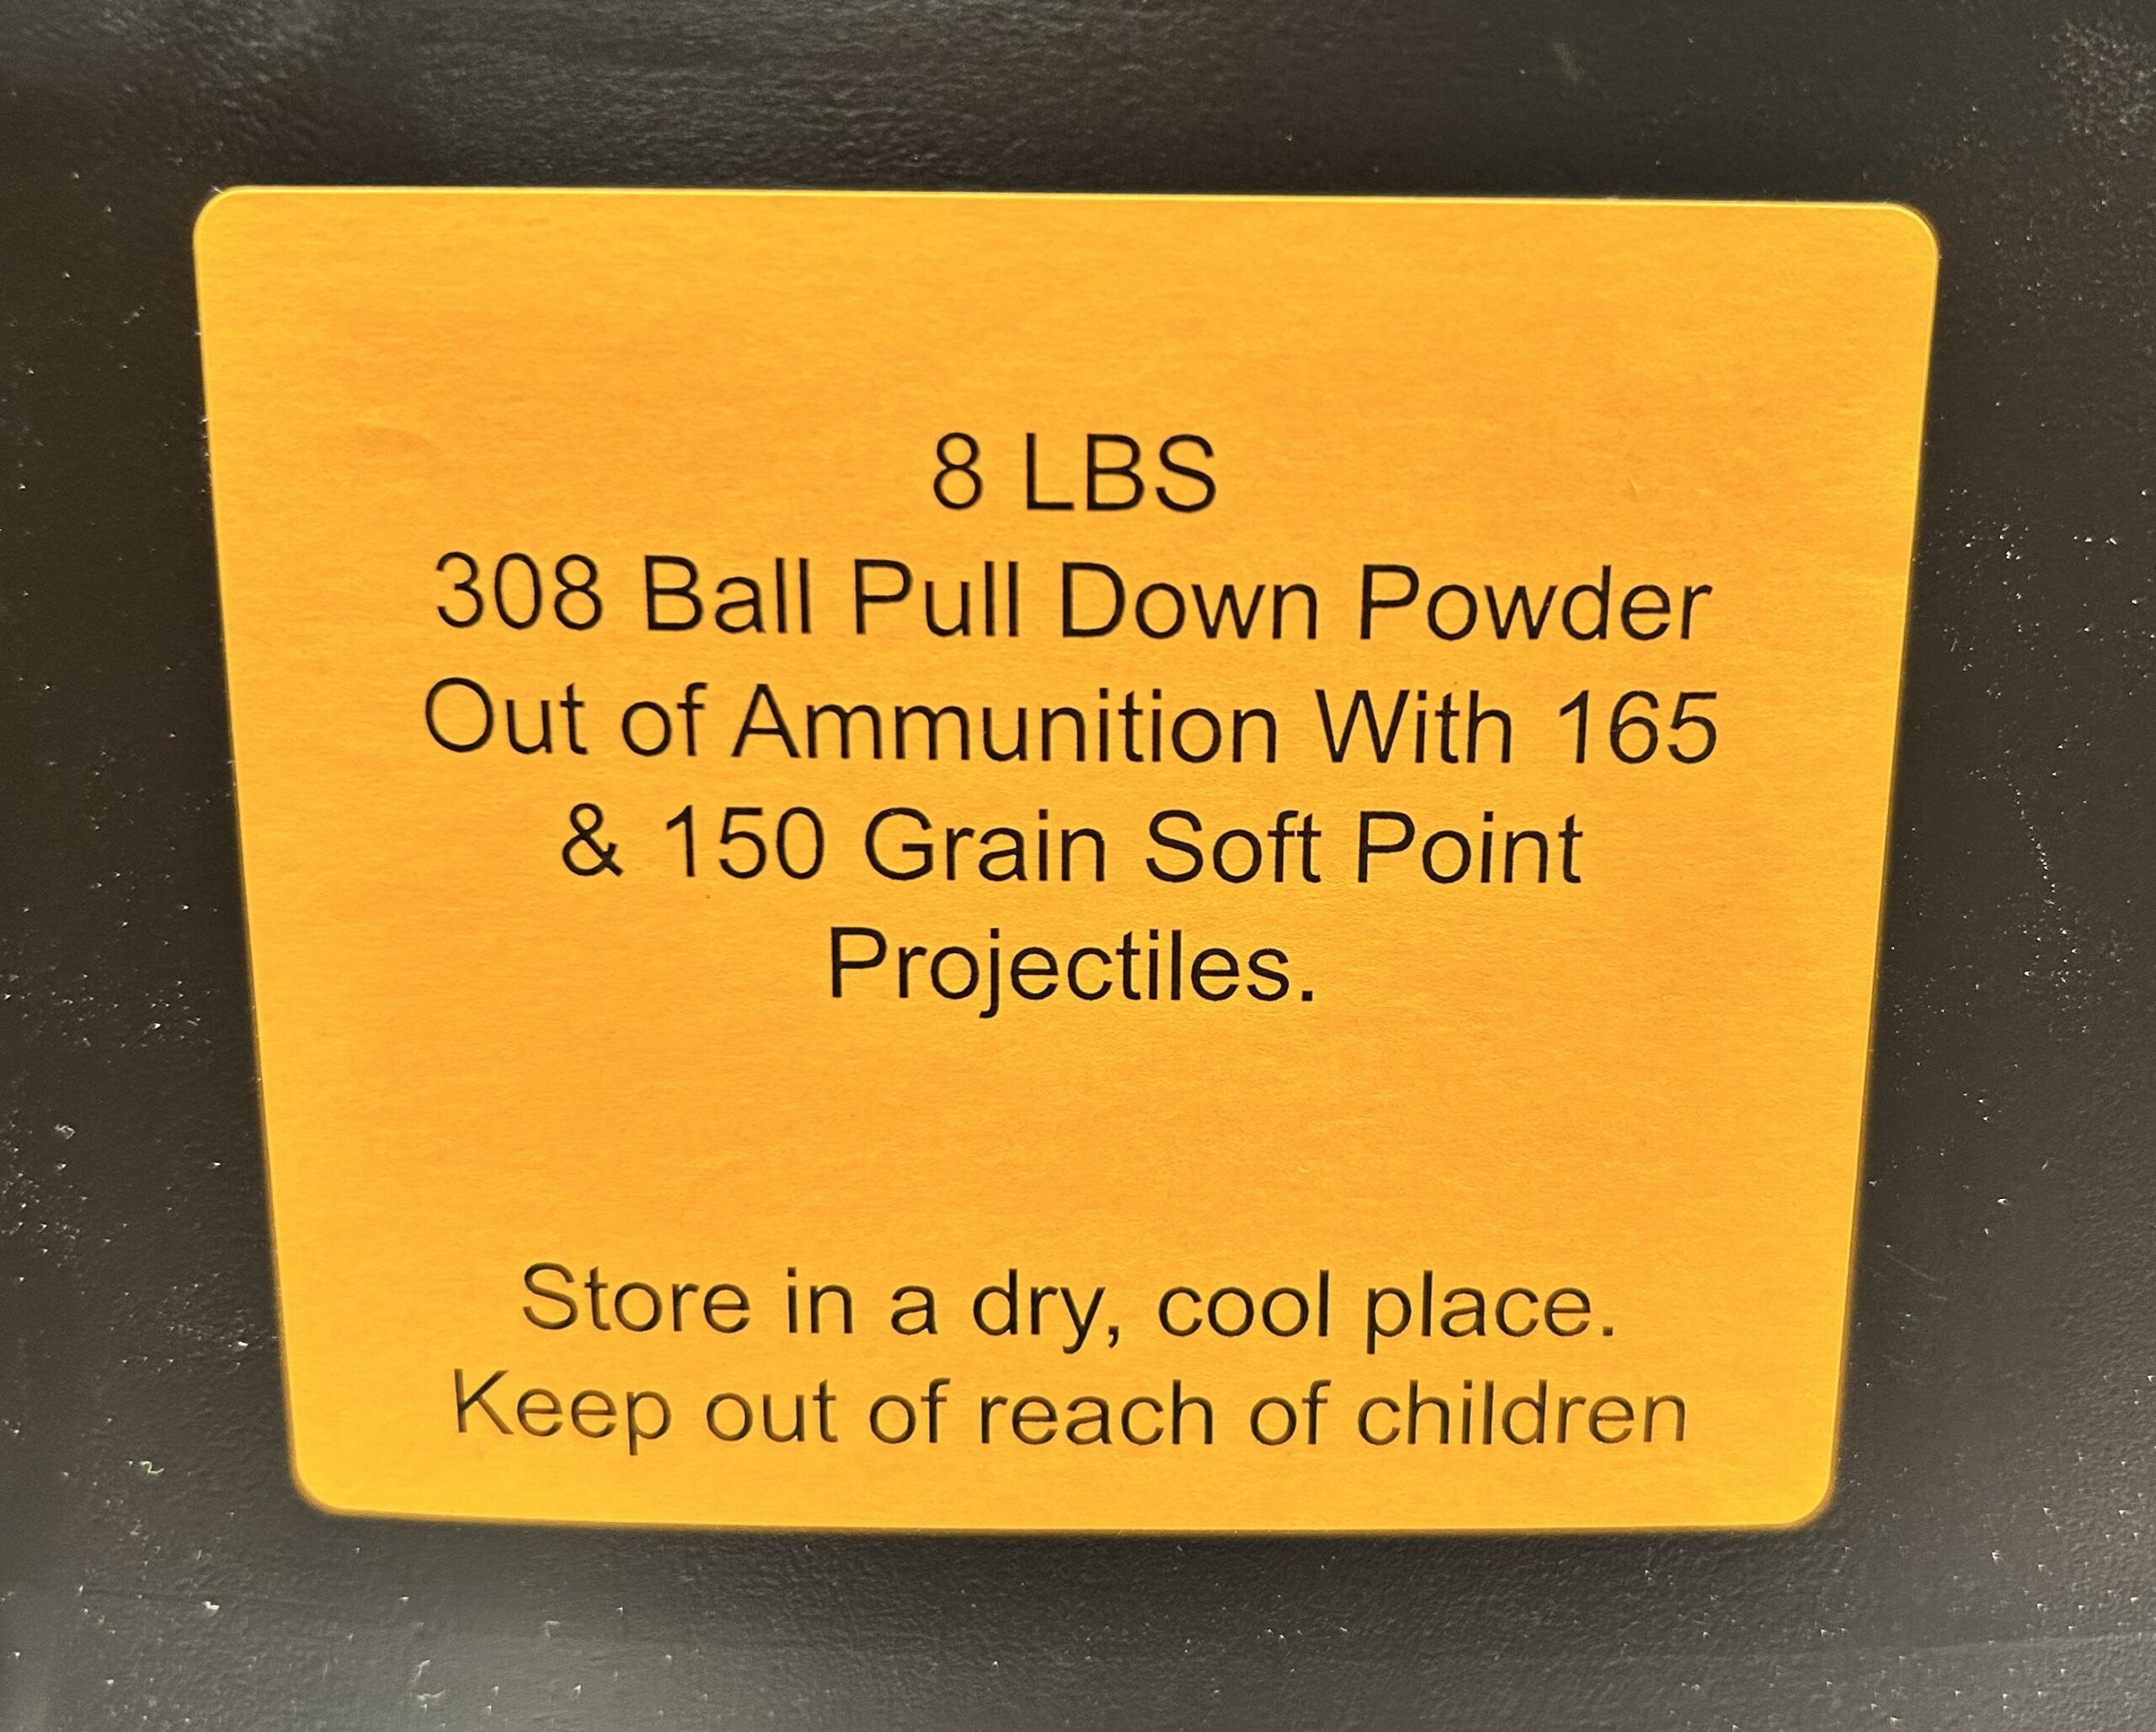 8 LBS
308 Ball Pull Down Powder
Out of Ammunition With 165
& 150 Grain Soft Point
Projectiles.
Store in a dry, cool place.
Keep out of reach of children